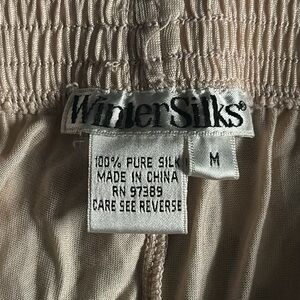 WinterSilks®
100% PURE SILK
MADE IN CHINA
RN 97389
CARE SEE REVERSE
M